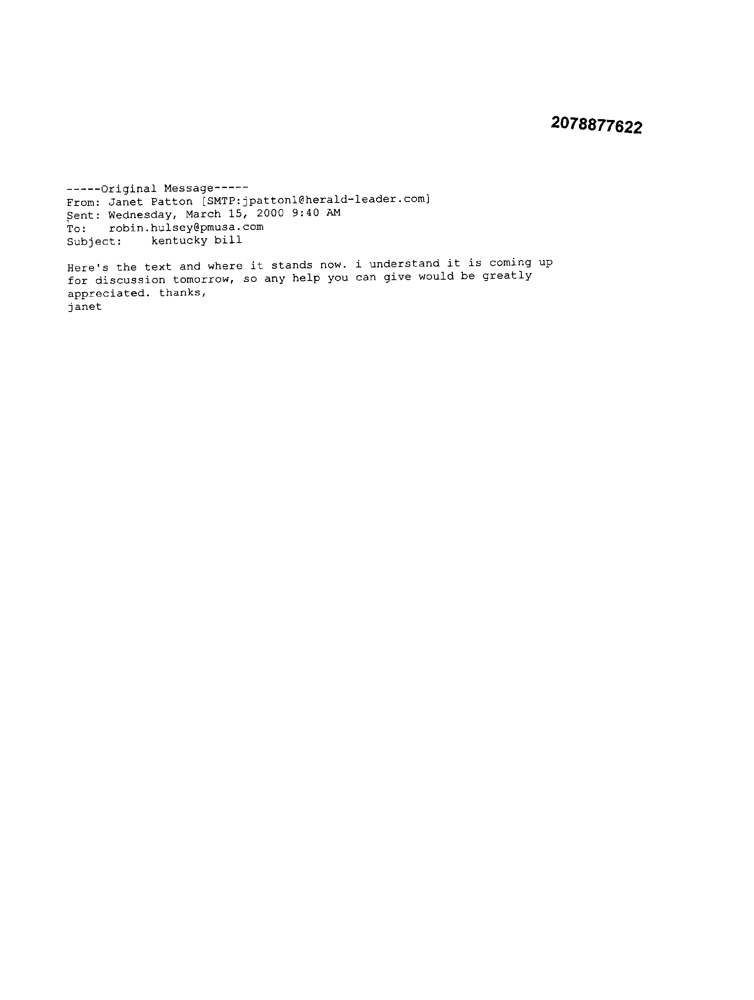 2078877622
-----Original Message-----
From: Janet Patton [SMTP:jpatton1@herald-leader.com]
Sent: Wednesday, March 15, 2000 9:40 AM
To: robin.hulsey@pmusa.com
Subject: kentucky bill
Here's the text and where it stands now. i understand it is coming up
for discussion tomorrow, so any help you can give would be greatly
appreciated. thanks,
janet